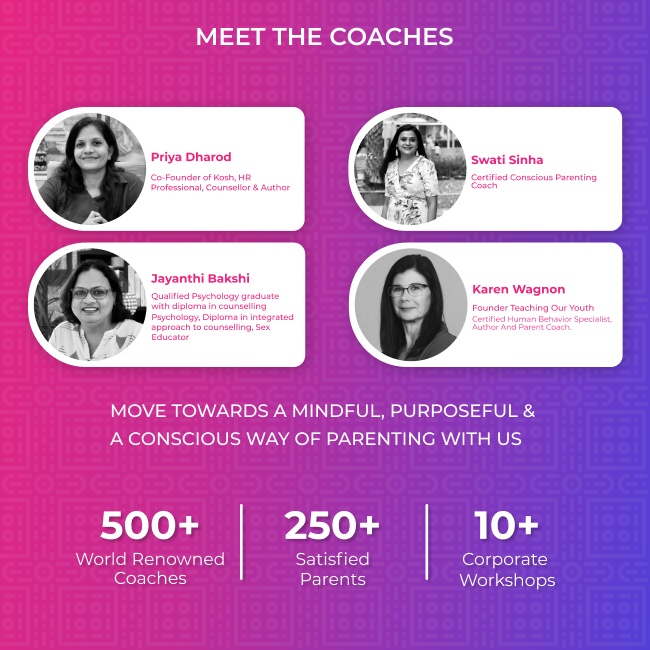 MEET THE COACHES
Priya Dharod
Co-Founder of Kosh, HR
Professional, Counsellor & Author
Swati Sinha
Certified Conscious Parenting
Coach
Jayanthi Bakshi
Qualified Psychology graduate
with diploma in counselling
Psychology, Diploma in integrated
approach to counselling, Sex
Educator
Karen Wagnon
Founder Teaching Our Youth
Certified Human Behavior Specialist,
Author And Parent Coach.
MOVE TOWARDS A MINDFUL, PURPOSEFUL &
A CONSCIOUS WAY OF PARENTING WITH US
500+
World Renowned
Coaches
250+
Satisfied
Parents
10+
Corporate
Workshops